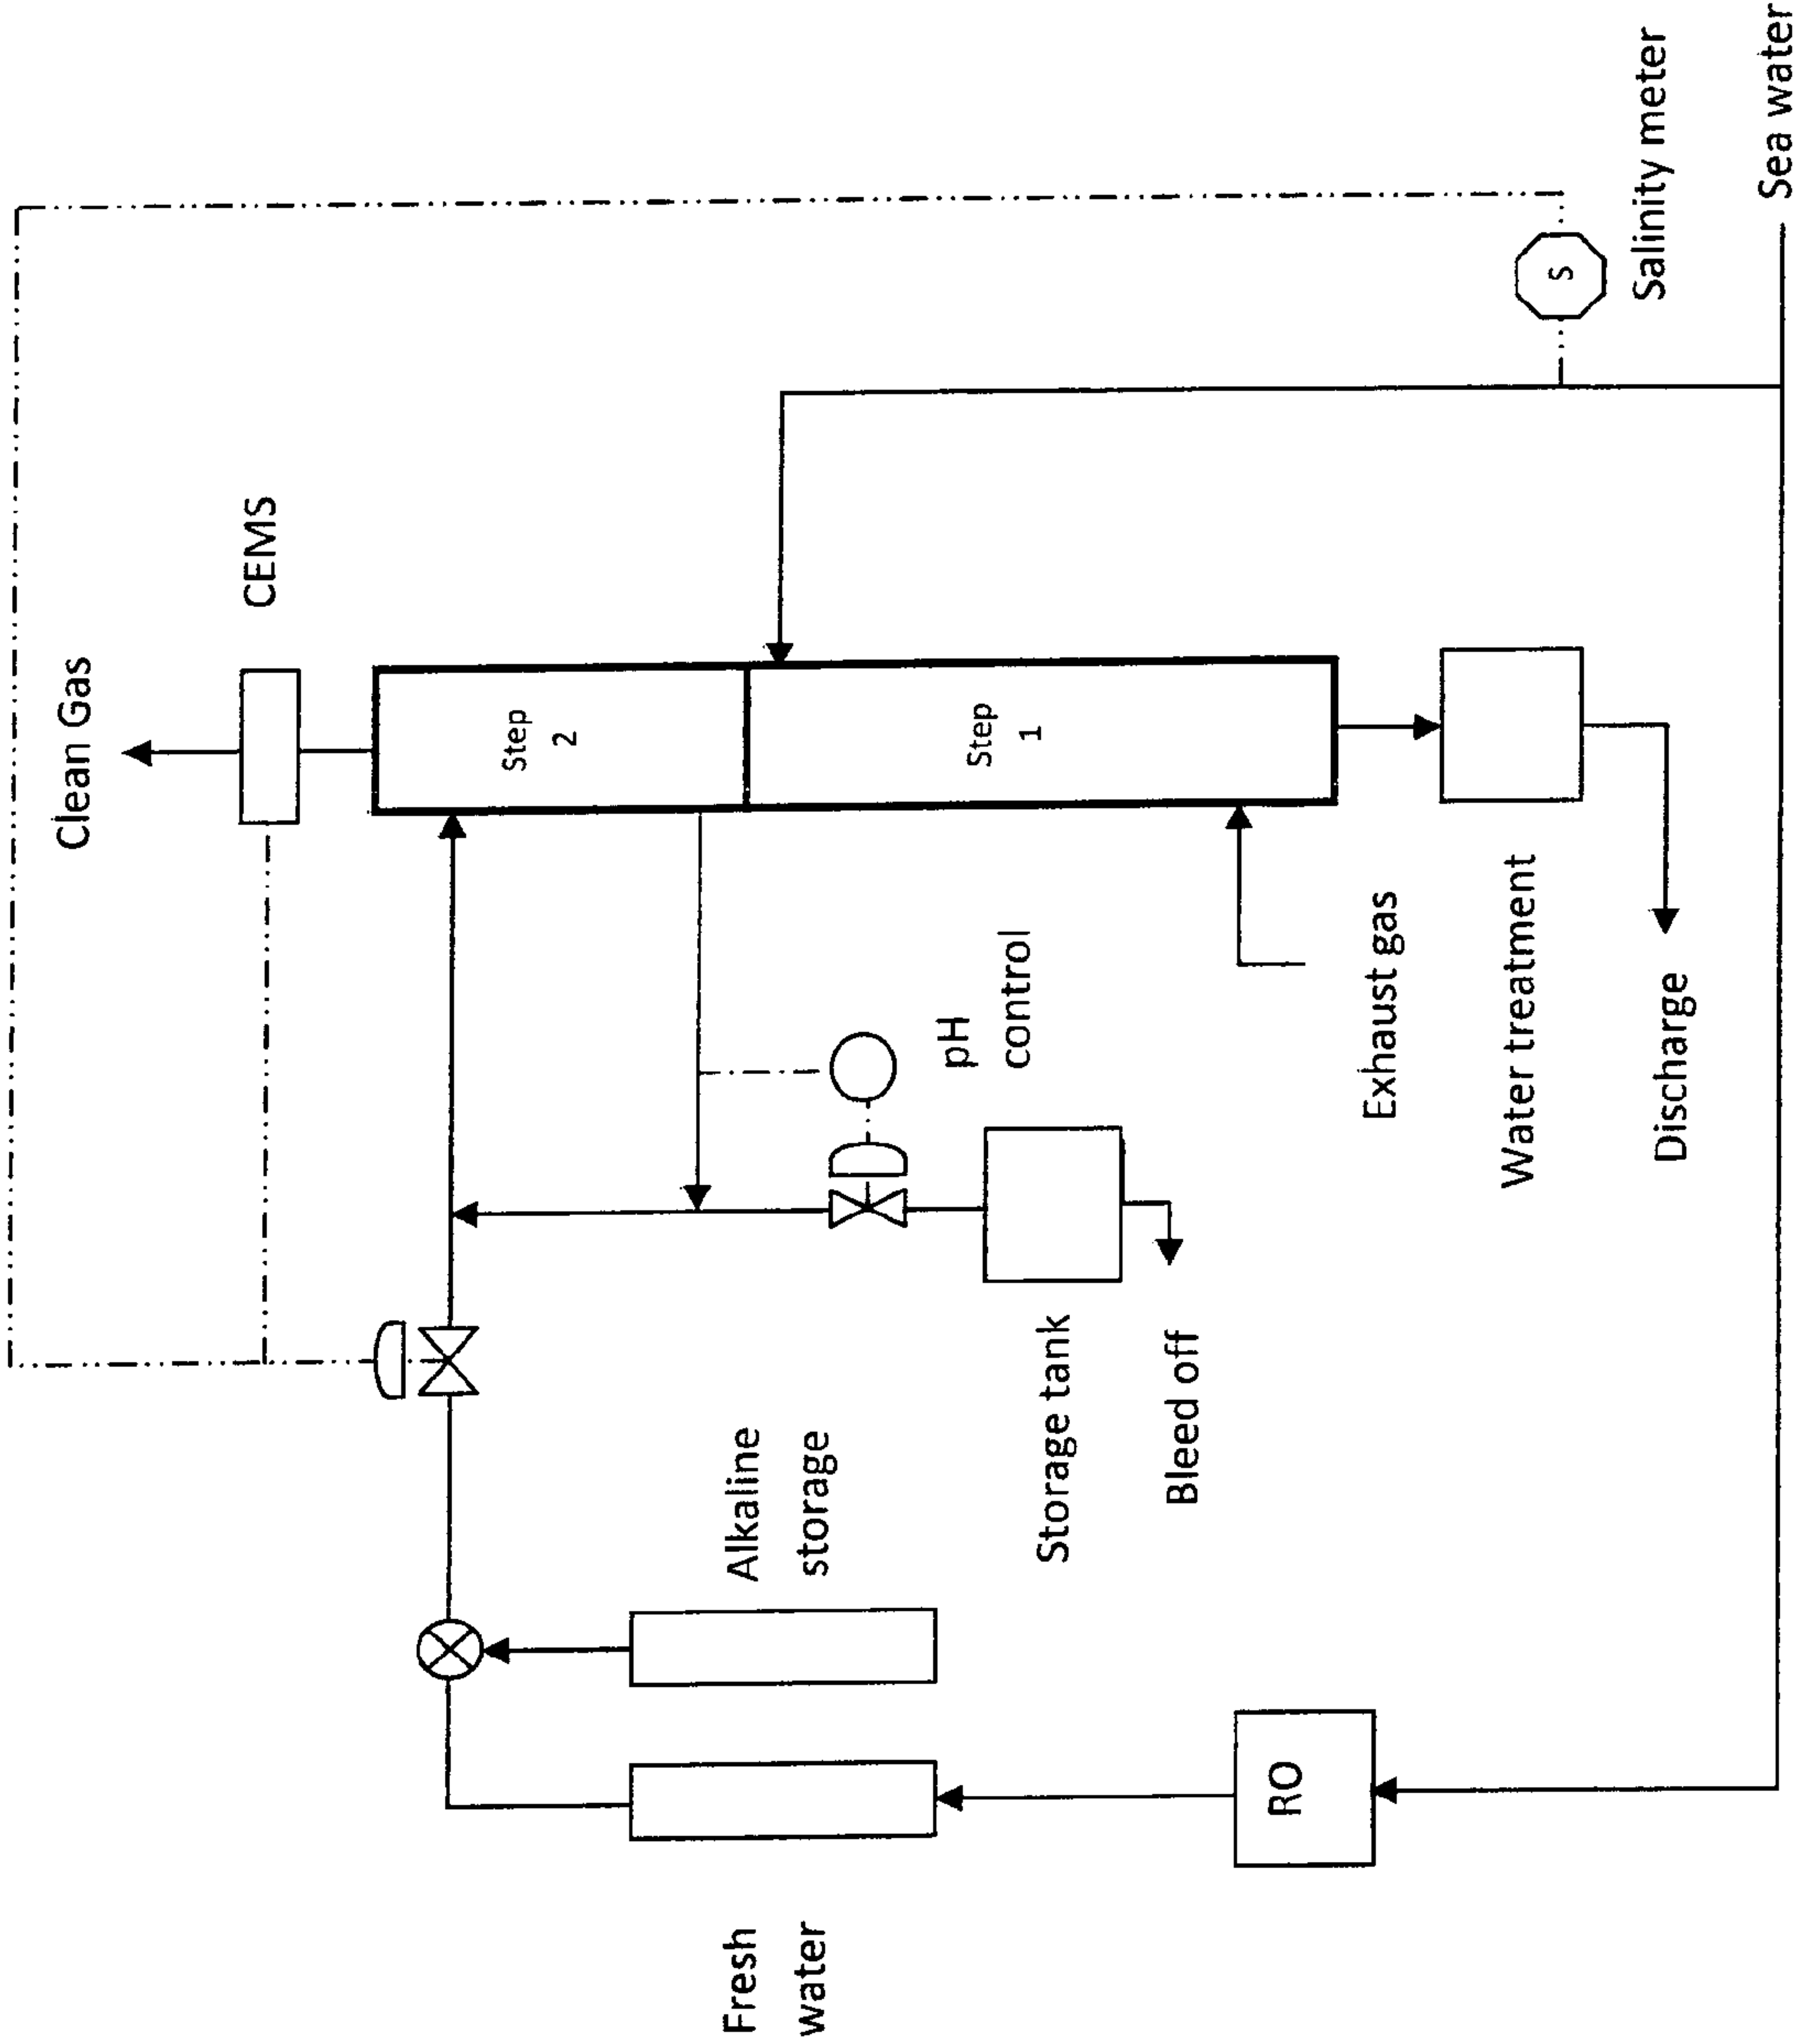 Clean Gas
CEMS
Step
2
Step
1
pH
control
Alkaline
storage
Fresh
water
Storage tank
Bleed off
RO
Exhaust gas
Water treatment
Discharge
S
Salinity meter
Sea water